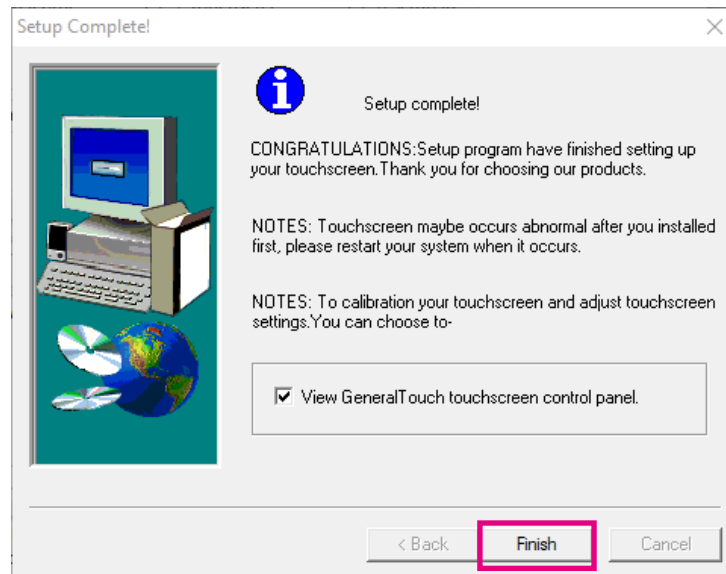 Setup Complete!
Setup complete!
CONGRATULATIONS:Setup program have finished setting up
your touchscreen.Thank you for choosing our products.
NOTES: Touchscreen maybe occurs abnormal after you installed
first, please restart your system when it occurs.
NOTES: To calibration your touchscreen and adjust touchscreen
settings.You can choose to-
View GeneralTouch touchscreen control panel.
< Back Finish Cancel